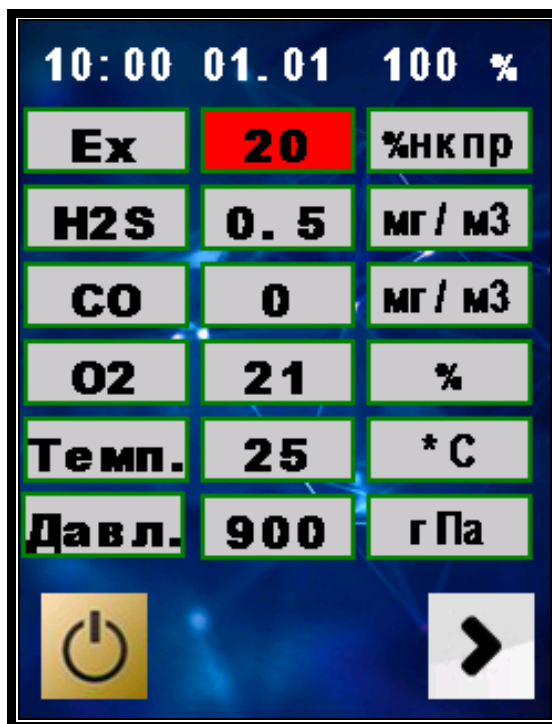 10:00 01.01 100 %
Ex 20 %нкпр
H2S 0.5 мг/м3
CO 0 мг/м3
O2 21 %
Темп. 25 *C
Давл. 900 гПа